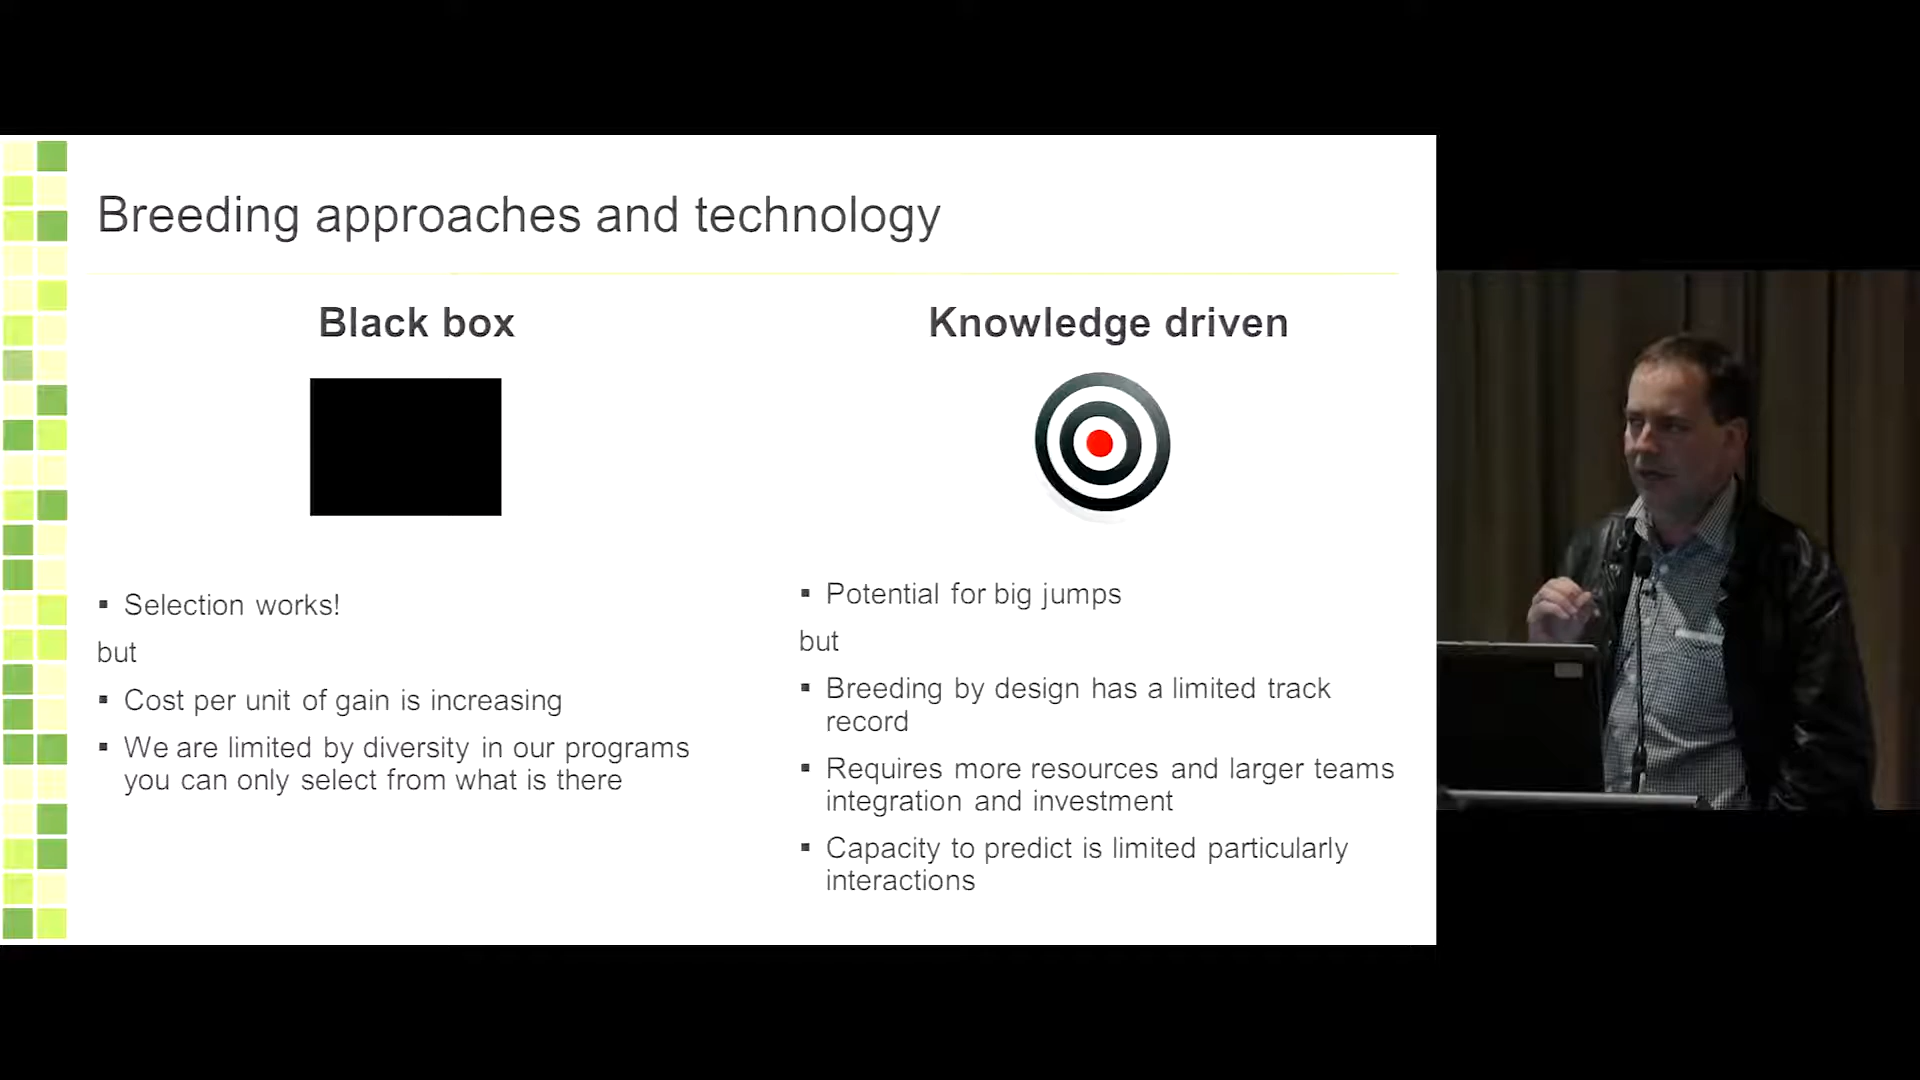 Breeding approaches and technology
Black box
▪ Selection works!
but
▪ Cost per unit of gain is increasing
▪ We are limited by diversity in our programs
you can only select from what is there
Knowledge driven
▪ Potential for big jumps
but
▪ Breeding by design has a limited track
record
▪ Requires more resources and larger teams
integration and investment
▪ Capacity to predict is limited particularly
interactions